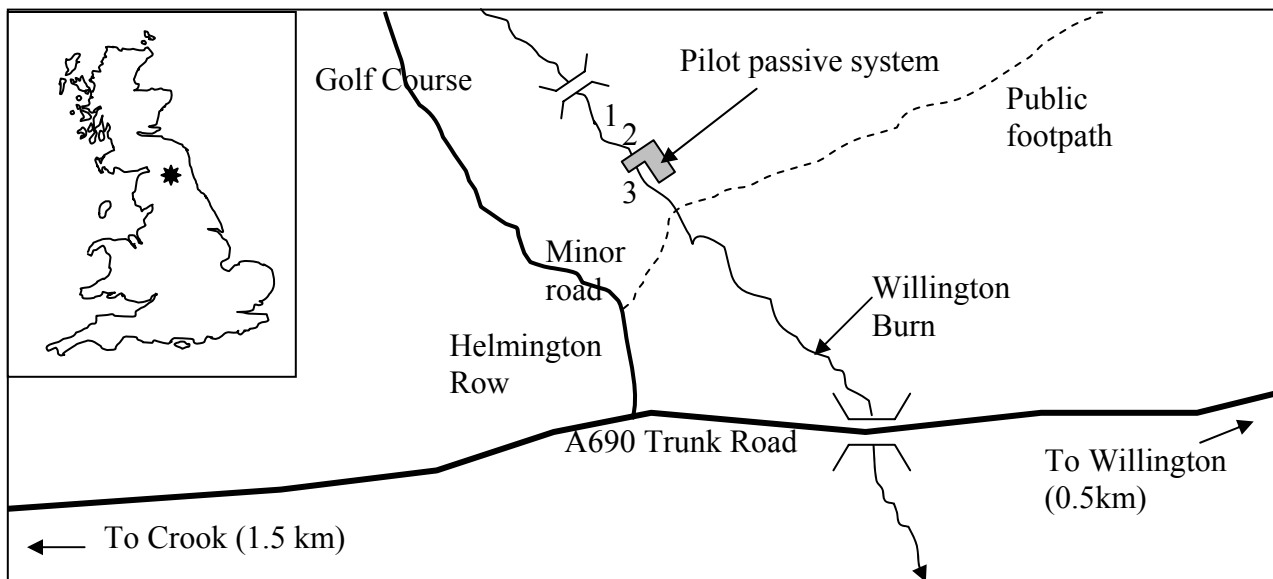 Pilot passive system
Golf Course
Public
footpath
1
2
3
Minor
road
Willington
Burn
Helmington
Row
A690 Trunk Road
To Willington
(0.5km)
To Crook (1.5 km)